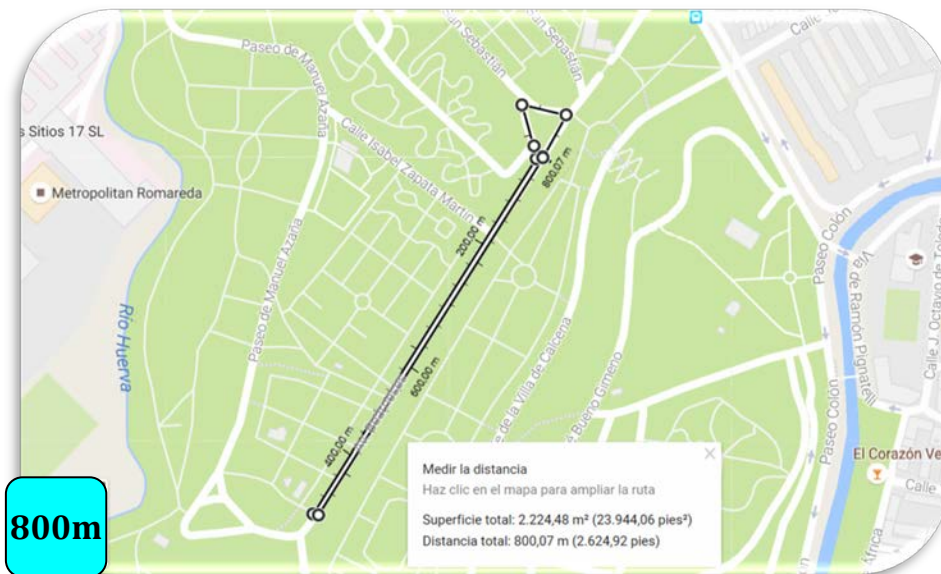 San Sebastián
San Sebastián
Calle
Paseo de Manuel Azaña
s Sitios 17 SL
Calle Isabel Zapata Martín
800,07 m
Metropolitan Romareda
200,00 m
Paseo Colón
Vía de Ramón Pignatelli
Calle J. Octavio de Toledo
Paseo de Manuel Azaña
Río Huerva
600,00 m
e de la Villa de Calcena
é Bueno Gimeno
400,00 m
Paseo Colón
Medir la distancia
Haz clic en el mapa para ampliar la ruta
Superficie total: 2.224,48 m² (23.944,06 pies²)
Distancia total: 800,07 m (2.624,92 pies)
El Corazón Ve
Calle
África
800m